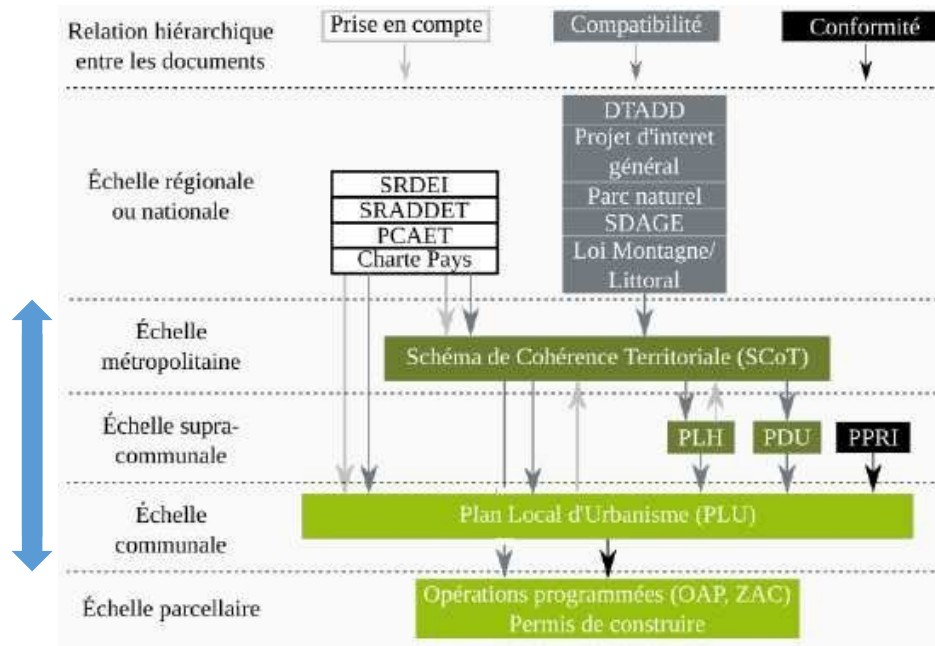 Relation hiérarchique
entre les documents
Prise en compte
Compatibilité
Conformité
Échelle régionale
ou nationale
SRDEI
SRADDET
PCAET
Charte Pays
DTADD
Projet d'interet
général
Parc naturel
SDAGE
Loi Montagne/
Littoral
Échelle
métropolitaine
Schéma de Cohérence Territoriale (SCoT)
Échelle supra-
communale
PLH
PDU
PPRI
Échelle
communale
Plan Local d'Urbanisme (PLU)
Échelle parcellaire
Opérations programmées (OAP, ZAC)
Permis de construire